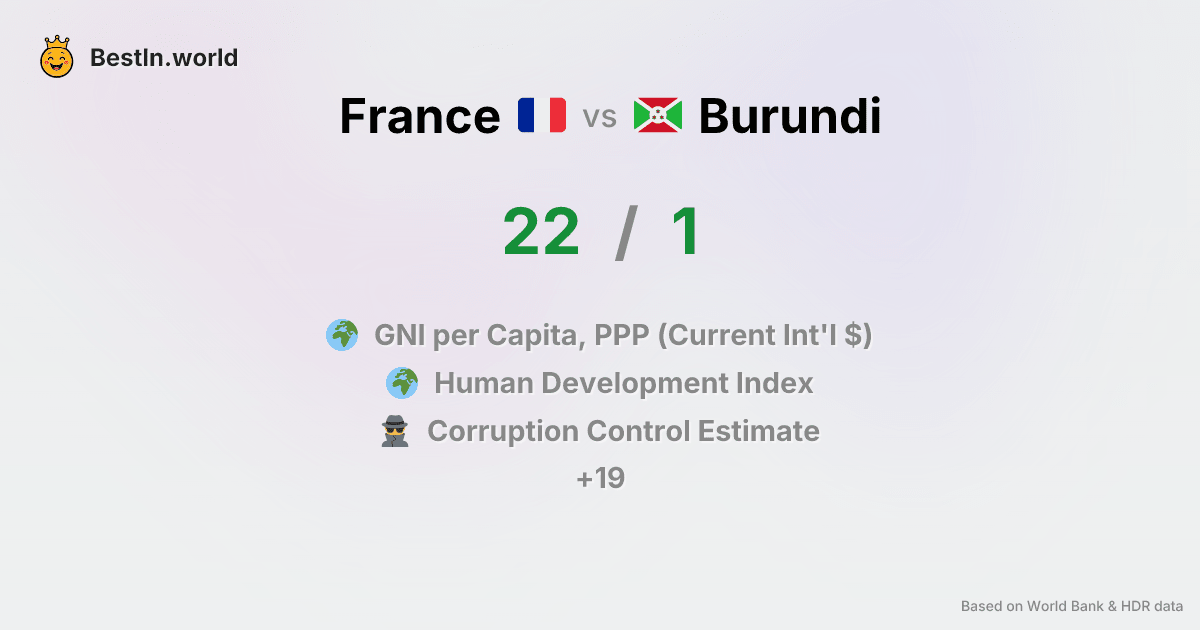 BestIn.world
France vs Burundi
22 / 1
GNI per Capita, PPP (Current Int'l $)
Human Development Index
Corruption Control Estimate
+19
Based on World Bank & HDR data